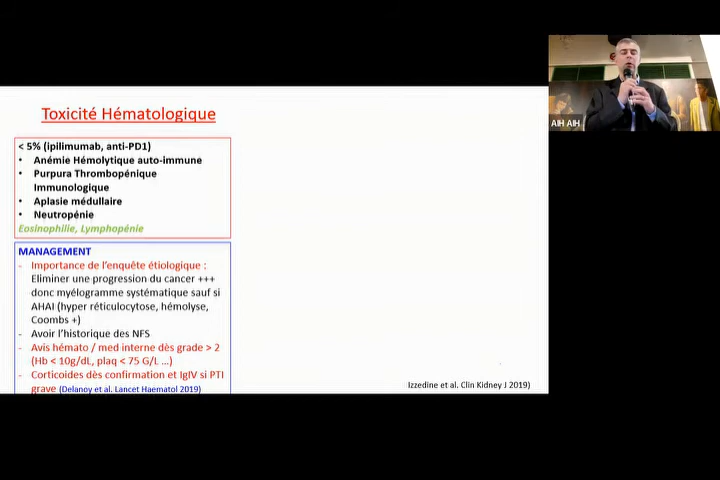 Toxicité Hématologique
< 5% (ipilimumab, anti-PD1)
• Anémie Hémolytique auto-immune
• Purpura Thrombopénique
Immunologique
• Aplasie médullaire
• Neutropénie
Eosinophilie, Lymphopénie
MANAGEMENT
- Importance de l'enquête étiologique :
Eliminer une progression du cancer +++
donc myélogramme systématique sauf si
AHAI (hyper réticulocytose, hémolyse,
Coombs +)
- Avoir l'historique des NFS
- Avis hémato / med interne dès grade > 2
(Hb < 10g/dL, plaq < 75 G/L ...)
- Corticoides dès confirmation et IgIV si PTI
grave (Delanoy et al. Lancet Haematol 2019)
Izzedine et al. Clin Kidney J 2019)
AIH AIH